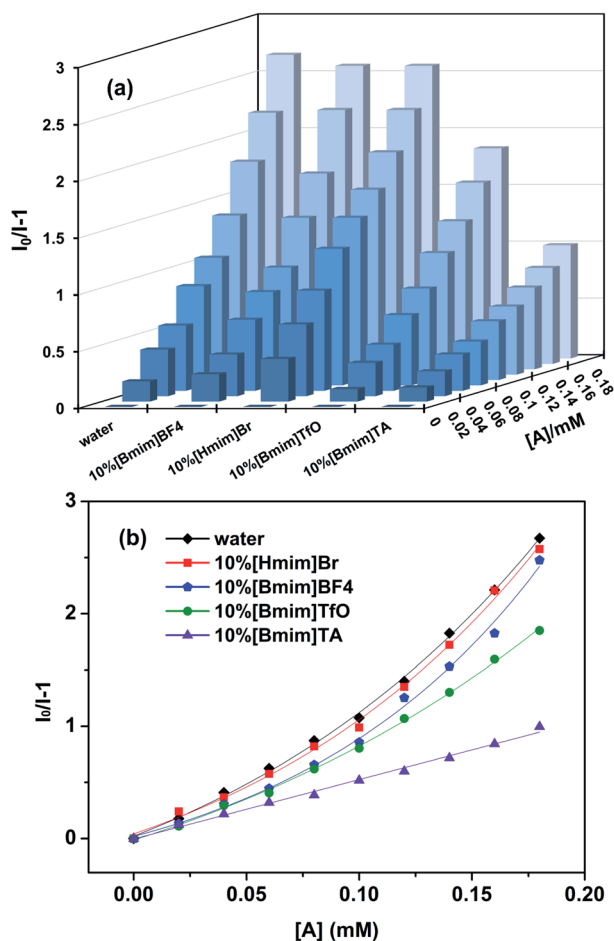 (a)
3
2.5
2
1.5
1
0.5
0
I₀/I-1
water
10%[Bmim]BF4
10%[Hmim]Br
10%[Bmim]TfO
10%[Bmim]TA
0
0.02
0.04
0.06
0.08
0.1
0.12
0.14
0.16
0.18
[A]/mM
(b)
water
10%[Hmim]Br
10%[Bmim]BF4
10%[Bmim]TfO
10%[Bmim]TA
3
2
1
0
I₀/I-1
0.00 0.05 0.10 0.15 0.20
[A] (mM)